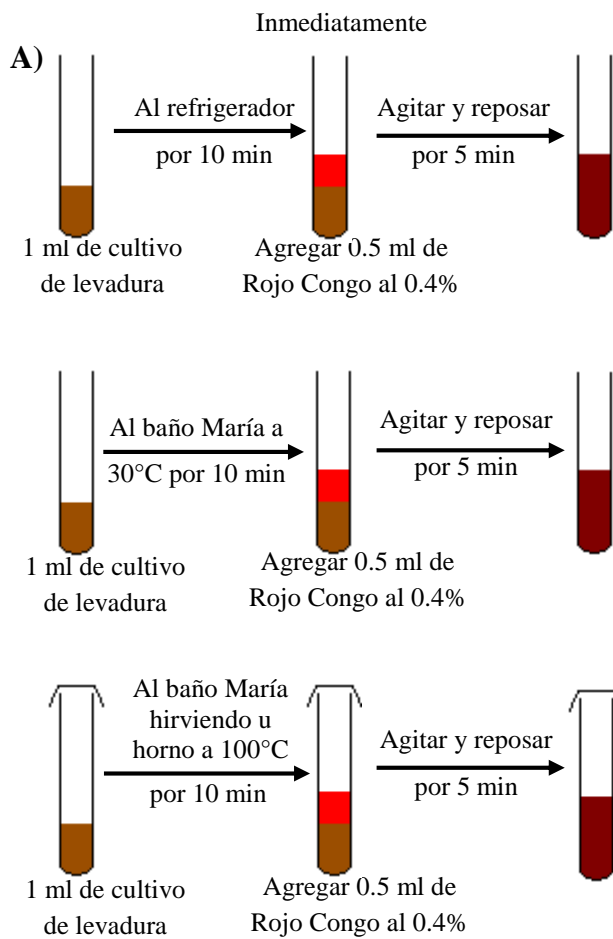 Inmediatamente
A)
Al refrigerador
por 10 min
Agitar y reposar
por 5 min
1 ml de cultivo
de levadura
Agregar 0.5 ml de
Rojo Congo al 0.4%
Al baño María a
30°C por 10 min
Agitar y reposar
por 5 min
1 ml de cultivo
de levadura
Agregar 0.5 ml de
Rojo Congo al 0.4%
Al baño María
hirviendo u
horno a 100°C
por 10 min
Agitar y reposar
por 5 min
1 ml de cultivo
de levadura
Agregar 0.5 ml de
Rojo Congo al 0.4%